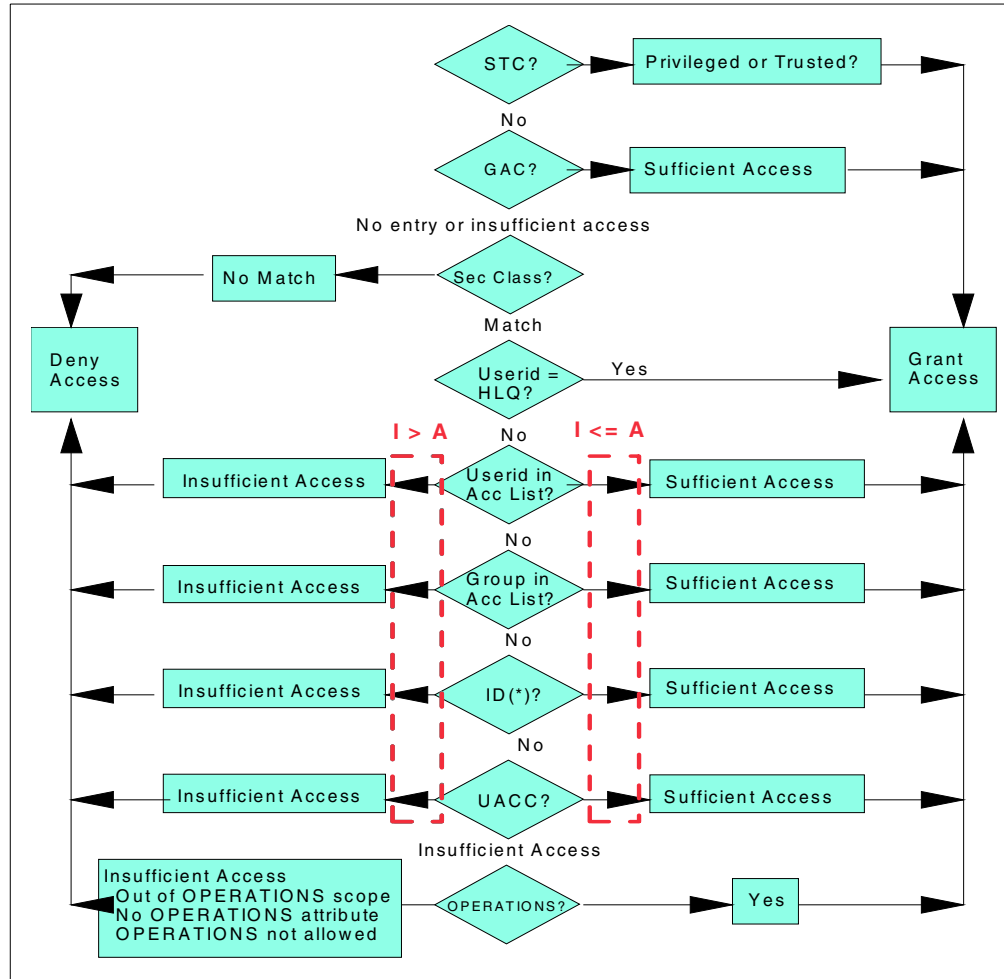 STC?
Privileged or Trusted?
No
GAC?
Sufficient Access
No entry or insufficient access
No Match
Sec Class?
Match
Deny
Access
Userid =
HLQ?
Yes
Grant
Access
I > A
No
I <= A
Insufficient Access
Userid in
Acc List?
Sufficient Access
No
Insufficient Access
Group in
Acc List?
Sufficient Access
No
Insufficient Access
ID(*)?
Sufficient Access
No
Insufficient Access
UACC?
Sufficient Access
Insufficient Access
Insufficient Access
Out of OPERATIONS scope
No OPERATIONS attribute
OPERATIONS not allowed
OPERATIONS?
Yes